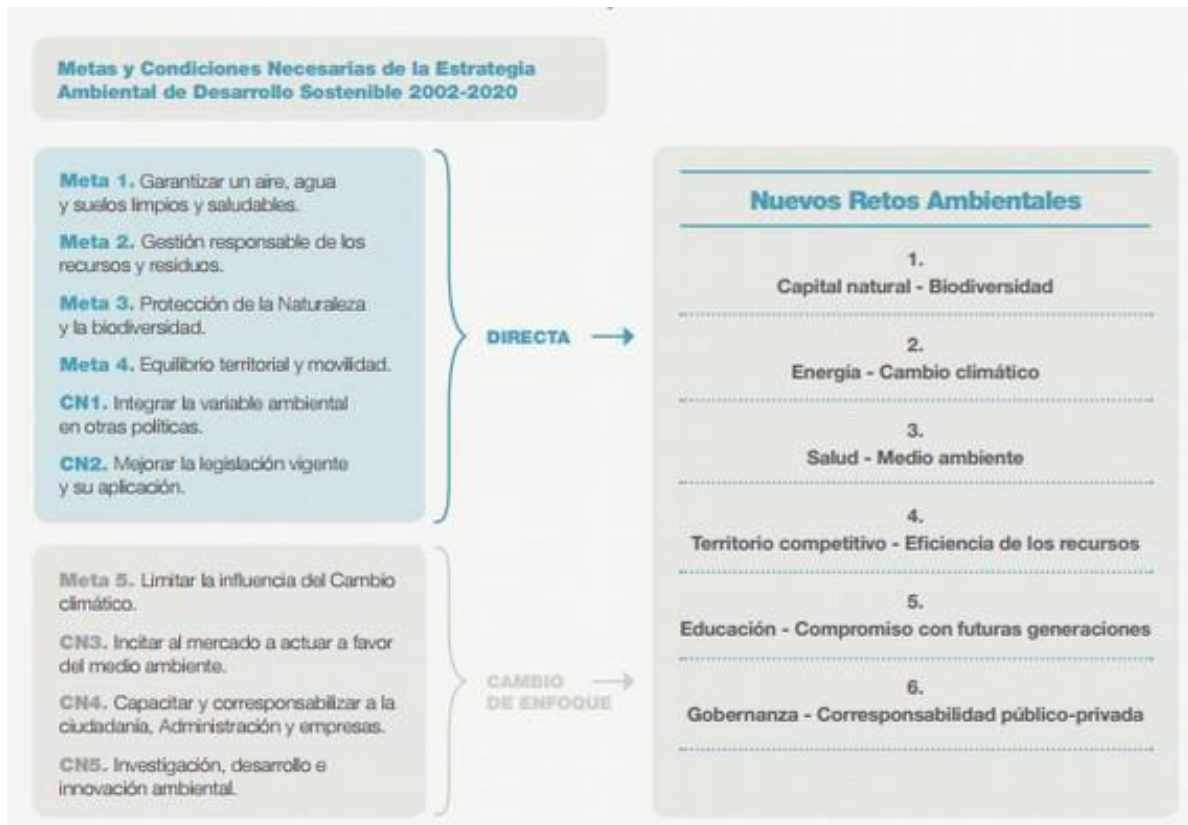 Metas y Condiciones Necesarias de la Estrategia
Ambiental de Desarrollo Sostenible 2002-2020
Meta 1. Garantizar un aire, agua
y suelos limpios y saludables.
Meta 2. Gestión responsable de los
recursos y residuos.
Meta 3. Protección de la Naturaleza
y la biodiversidad.
Meta 4. Equilibrio territorial y movilidad.
CN1. Integrar la variable ambiental
en otras políticas.
CN2. Mejorar la legislación vigente
y su aplicación.
DIRECTA
Meta 5. Limitar la influencia del Cambio
climático.
CN3. Incitar al mercado a actuar a favor
del medio ambiente.
CN4. Capacitar y corresponsabilizar a la
ciudadanía, Administración y empresas.
CN5. Investigación, desarrollo e
innovación ambiental.
CAMBIO
DE ENFOQUE
Nuevos Retos Ambientales
1.
Capital natural - Biodiversidad
2.
Energía - Cambio climático
3.
Salud - Medio ambiente
4.
Territorio competitivo - Eficiencia de los recursos
5.
Educación - Compromiso con futuras generaciones
6.
Gobernanza - Corresponsabilidad público-privada